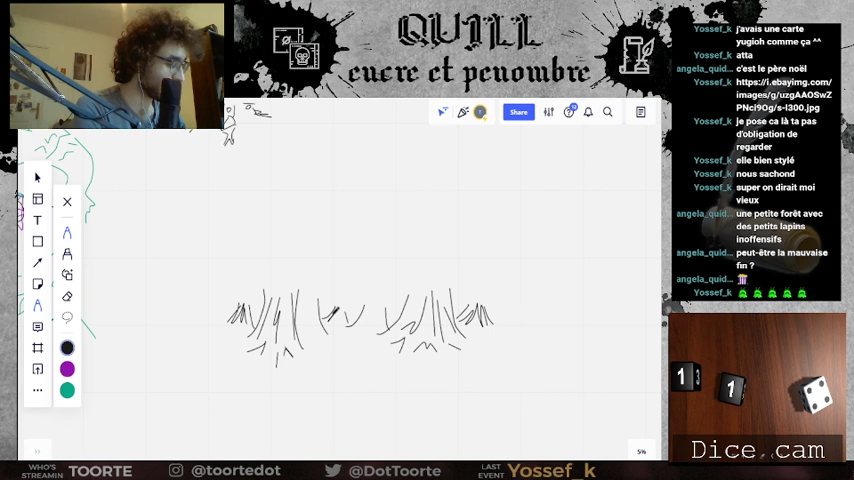 QUILL
encre et penombre
Share
5%
Yossef_k j'avais une carte
yugioh comme ça ^^
Yossef_k atta
angela_quid... c'est le père noël
Yossef_k https://i.ebayimg.com/
images/g/uzgAAOSwZ
PNci9Og/s-l300.jpg
Yossef_k je pose ca là ta pas
d'obligation de
regarder
Yossef_k elle bien stylé
Yossef_k nous sachond
Yossef_k super on dirait moi
vieux
angela_quid... une petite forêt avec
des petits lapins
inoffensifs
angela_quid... peut-être la mauvaise
fin ?
angela_quid...
Yossef_k
1 3
1
Dice.cam
WHO'S
STREAMIN TOORTE @toortedot @DotToorte LAST
EVENT Yossef_k